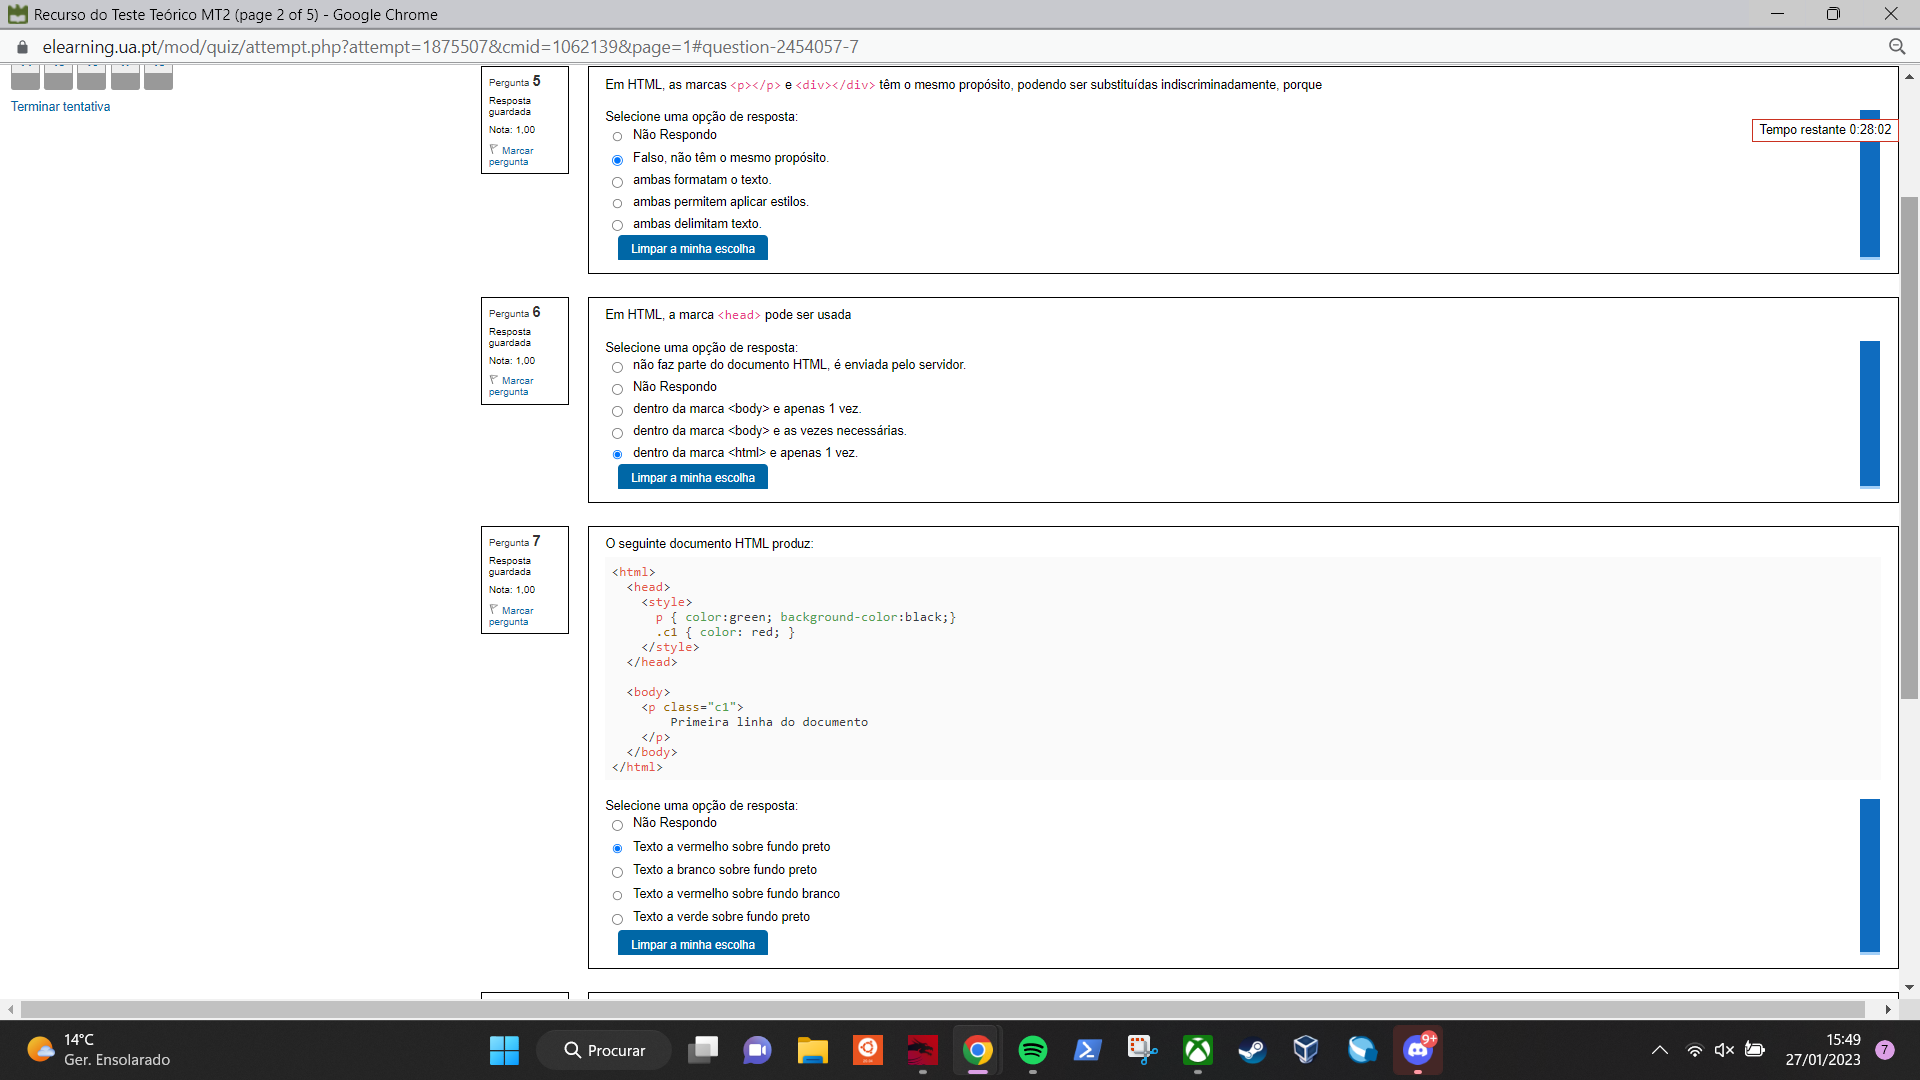 Recurso do Teste Teórico MT2 (page 2 of 5) - Google Chrome
elearning.ua.pt/mod/quiz/attempt.php?attempt=1875507&cmid=1062139&page=1#question-2454057-7
Terminar tentativa
Tempo restante 0:28:02
Pergunta 5
Resposta
guardada
Nota: 1,00
Marcar
pergunta
Em HTML, as marcas <p></p> e <div></div> têm o mesmo propósito, podendo ser substituídas indiscriminadamente, porque
Selecione uma opção de resposta:
Não Respondo
Falso, não têm o mesmo propósito.
ambas formatam o texto.
ambas permitem aplicar estilos.
ambas delimitam texto.
Limpar a minha escolha
Pergunta 6
Resposta
guardada
Nota: 1,00
Marcar
pergunta
Em HTML, a marca <head> pode ser usada
Selecione uma opção de resposta:
não faz parte do documento HTML, é enviada pelo servidor.
Não Respondo
dentro da marca <body> e apenas 1 vez.
dentro da marca <body> e as vezes necessárias.
dentro da marca <html> e apenas 1 vez.
Limpar a minha escolha
Pergunta 7
Resposta
guardada
Nota: 1,00
Marcar
pergunta
O seguinte documento HTML produz:
<html>
<head>
<style>
p { color:green; background-color:black;}
.c1 { color: red; }
</style>
</head>
<body>
<p class="c1">
Primeira linha do documento
</p>
</body>
</html>
Selecione uma opção de resposta:
Não Respondo
Texto a vermelho sobre fundo preto
Texto a branco sobre fundo preto
Texto a vermelho sobre fundo branco
Texto a verde sobre fundo preto
Limpar a minha escolha
14°C
Ger. Ensolarado
Procurar
9+
15:49
27/01/2023
7